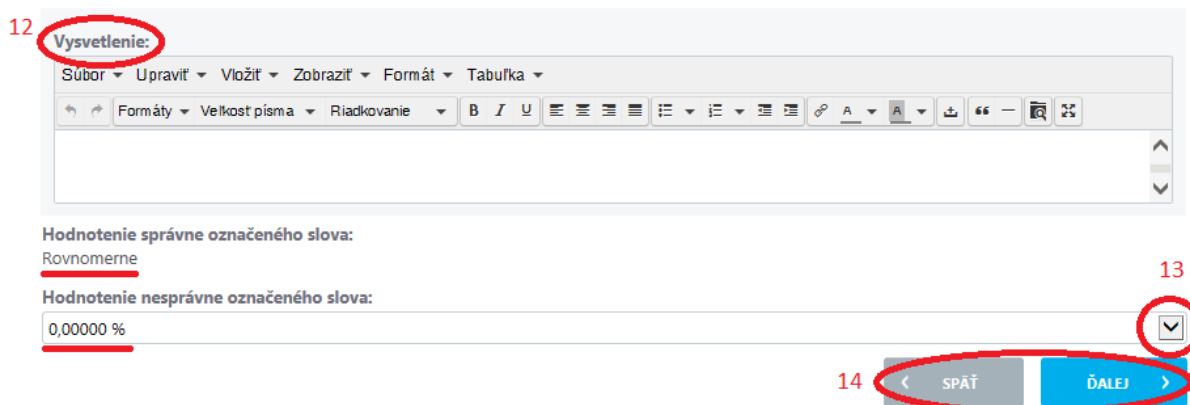 12
Vysvetlenie:
Súbor Upraviť Vložiť Zobraziť Formát Tabuľka
Formáty Veľkosť písma Riadkovanie B I U A A
Hodnotenie správne označeného slova:
Rovnomerne
13
Hodnotenie nesprávne označeného slova:
0,00000 %
14 SPÄŤ ĎALEJ